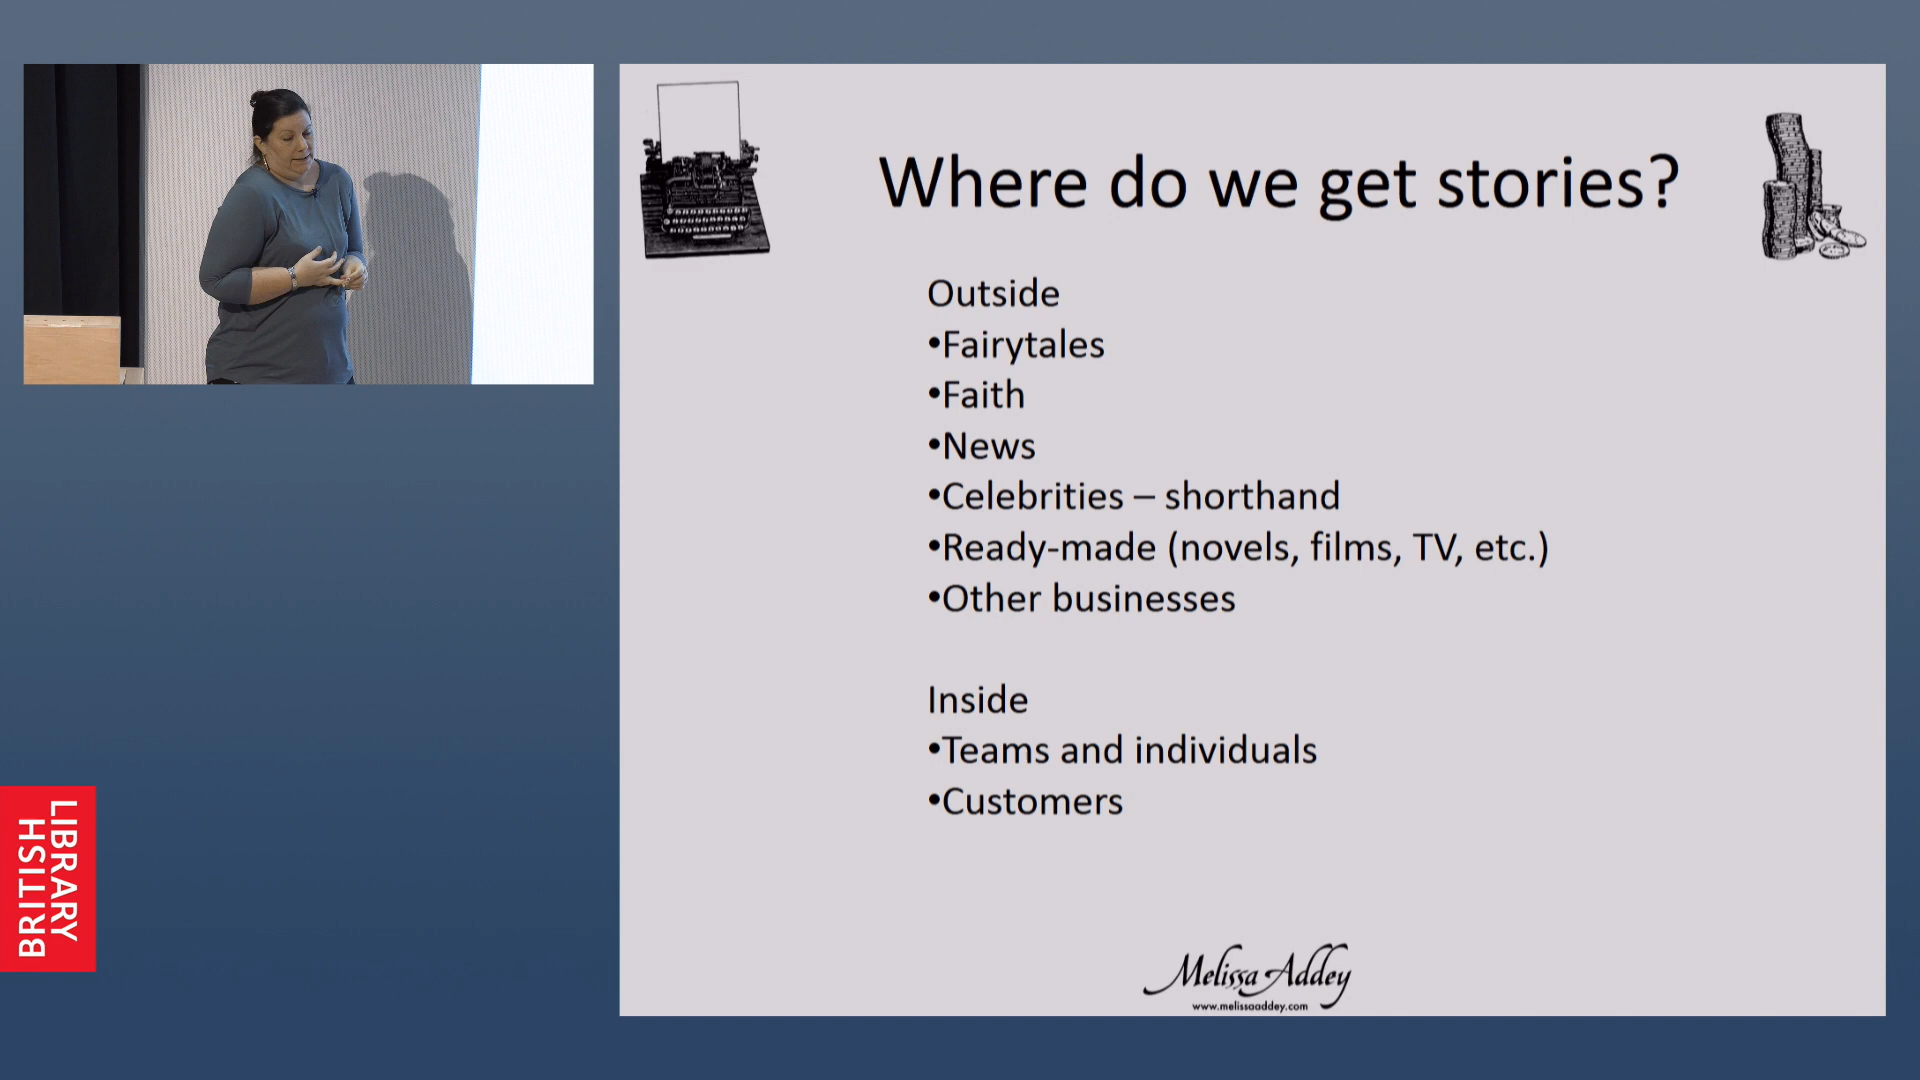 Where do we get stories?
Outside
•Fairytales
•Faith
•News
•Celebrities – shorthand
•Ready-made (novels, films, TV, etc.)
•Other businesses
Inside
•Teams and individuals
•Customers
Melissa Addey
www.melissaaddey.com
BRITISH
LIBRARY